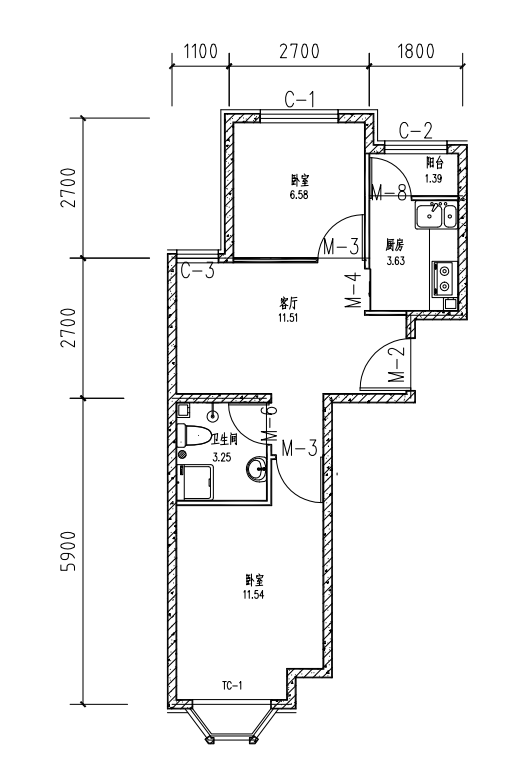 1100 2700 1800
C-1
C-2
阳台
1.39
2700
卧室
6.58
M-8
厨房
3.63
M-3
C-3
M-4
客厅
11.51
2700
M-2
M-6
卫生间
3.25
M-3
5900
卧室
11.54
TC-1